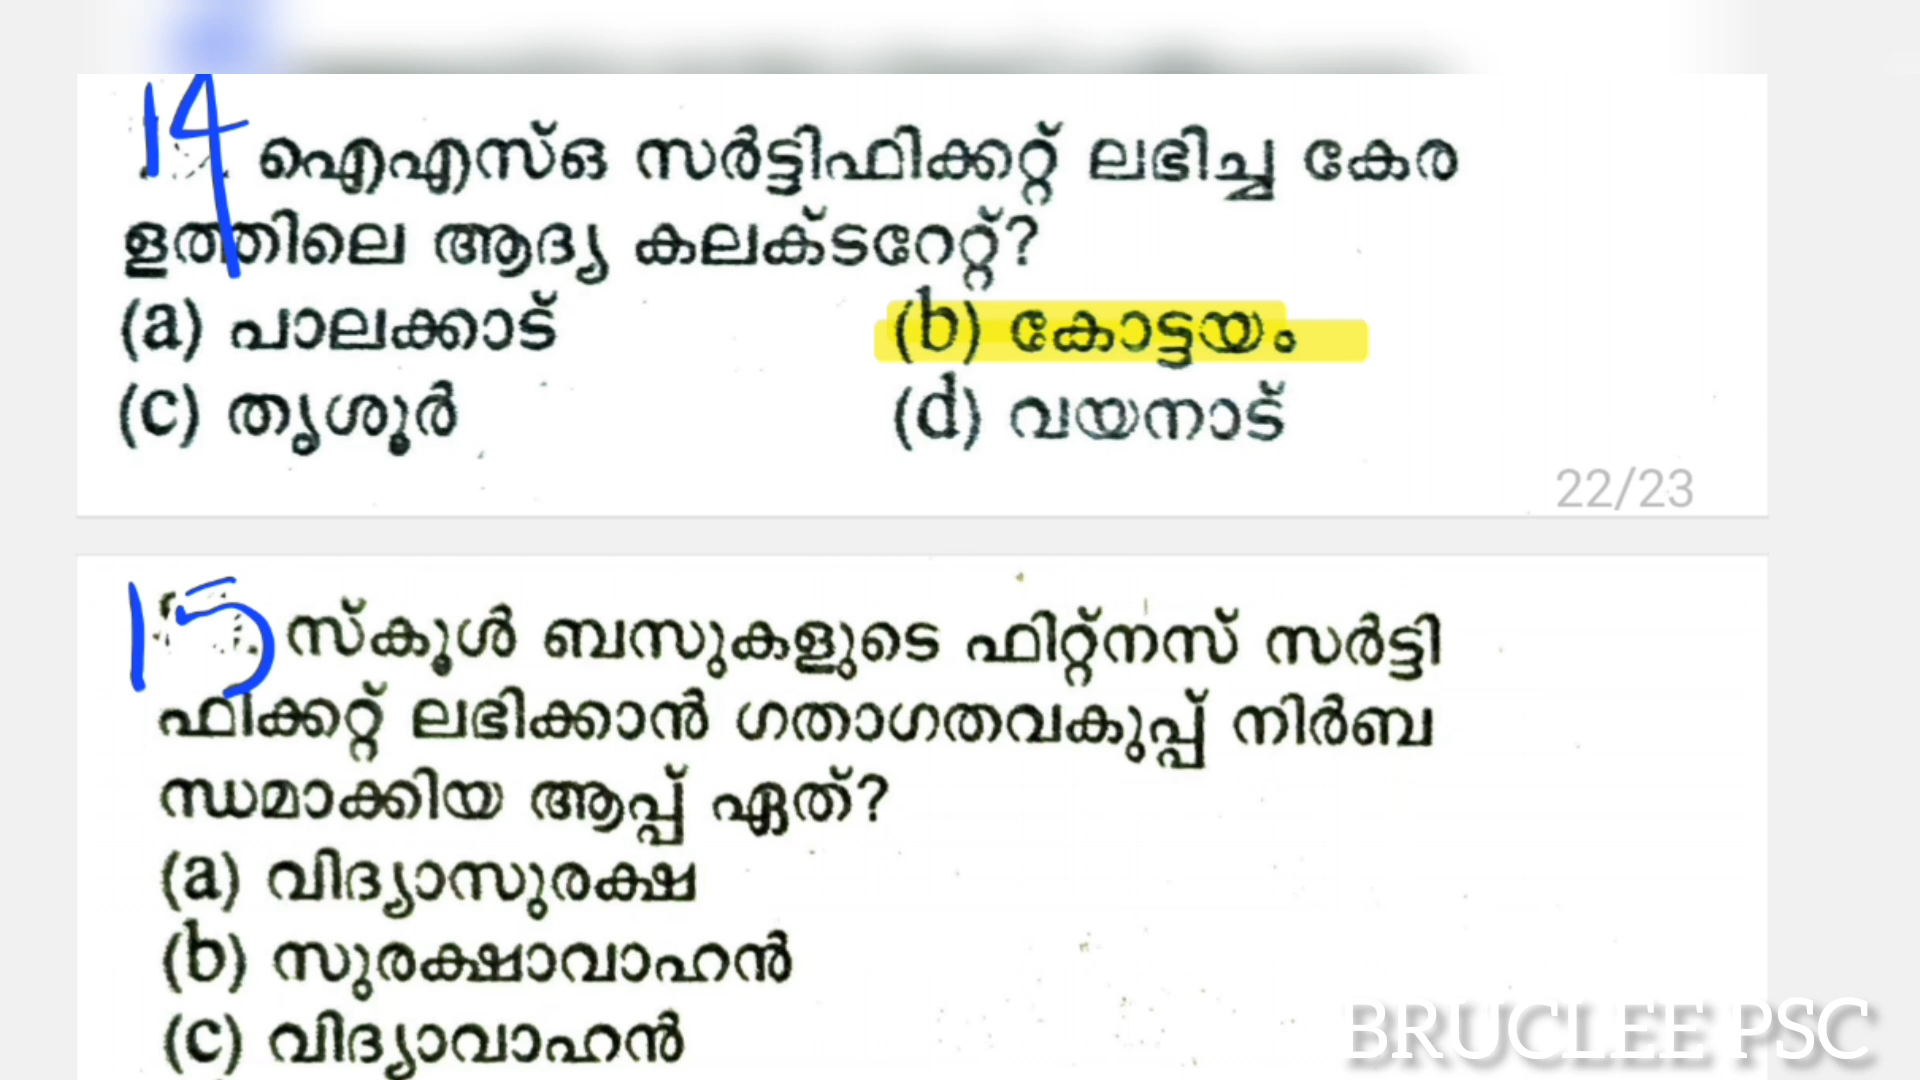 14 ഐഎസ്ഒ സർട്ടിഫിക്കറ്റ് ലഭിച്ച കേര
ളത്തിലെ ആദ്യ കലക്ടറേറ്റ്?
(a) പാലക്കാട് (b) കോട്ടയം
(c) തൃശൂർ (d) വയനാട്
22/23
15 സ്കൂൾ ബസുകളുടെ ഫിറ്റ്നസ് സർട്ടി
ഫിക്കറ്റ് ലഭിക്കാൻ ഗതാഗതവകുപ്പ് നിർബ
ന്ധമാക്കിയ ആപ്പ് ഏത്?
(a) വിദ്യാസുരക്ഷ
(b) സുരക്ഷാവാഹൻ
(c) വിദ്യാവാഹൻ
BRUCLEE PSC